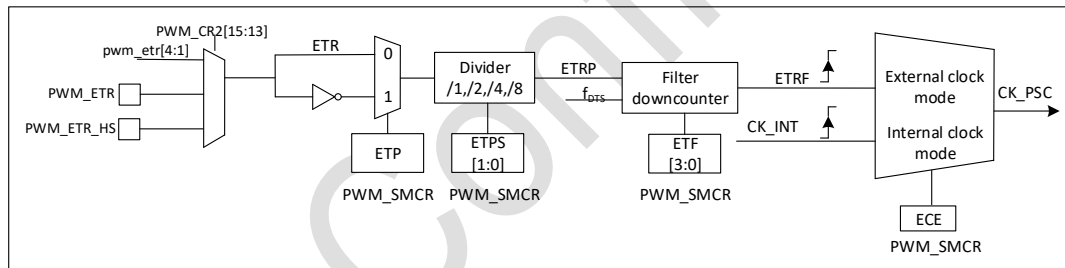 PWM_CR2[15:13]
pwm_etr[4:1]
PWM_ETR
PWM_ETR_HS
ETR
0
1
ETP
PWM_SMCR
Divider
/1,/2,/4,/8
ETPS
[1:0]
PWM_SMCR
ETRP
f_DTS
Filter
downcounter
ETF
[3:0]
PWM_SMCR
ETRF
CK_INT
External clock
mode
Internal clock
mode
CK_PSC
ECE
PWM_SMCR